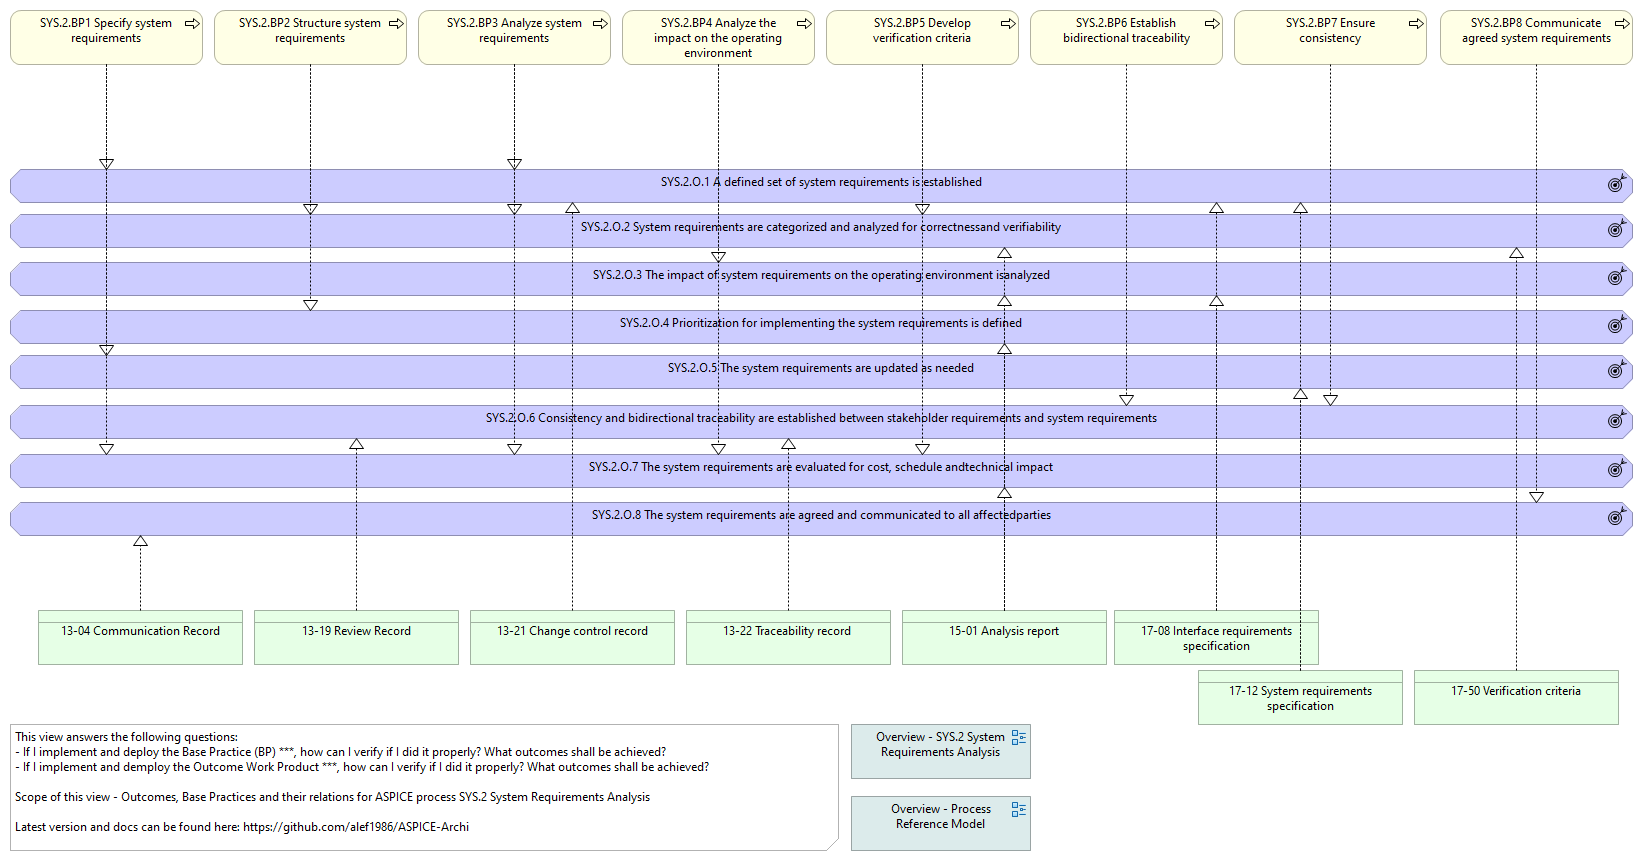 SYS.2.BP1 Specify system
requirements
SYS.2.BP2 Structure system
requirements
SYS.2.BP3 Analyze system
requirements
SYS.2.BP4 Analyze the
impact on the operating
environment
SYS.2.BP5 Develop
verification criteria
SYS.2.BP6 Establish
bidirectional traceability
SYS.2.BP7 Ensure
consistency
SYS.2.BP8 Communicate
agreed system requirements
SYS.2.O.1 A defined set of system requirements is established
SYS.2.O.2 System requirements are categorized and analyzed for correctnessand verifiability
SYS.2.O.3 The impact of system requirements on the operating environment isanalyzed
SYS.2.O.4 Prioritization for implementing the system requirements is defined
SYS.2.O.5 The system requirements are updated as needed
SYS.2.O.6 Consistency and bidirectional traceability are established between stakeholder requirements and system requirements
SYS.2.O.7 The system requirements are evaluated for cost, schedule andtechnical impact
SYS.2.O.8 The system requirements are agreed and communicated to all affectedparties
13-04 Communication Record
13-19 Review Record
13-21 Change control record
13-22 Traceability record
15-01 Analysis report
17-08 Interface requirements
specification
17-12 System requirements
specification
17-50 Verification criteria
This view answers the following questions:
- If I implement and deploy the Base Practice (BP) ***, how can I verify if I did it properly? What outcomes shall be achieved?
- If I implement and demploy the Outcome Work Product ***, how can I verify if I did it properly? What outcomes shall be achieved?
Scope of this view - Outcomes, Base Practices and their relations for ASPICE process SYS.2 System Requirements Analysis
Latest version and docs can be found here: https://github.com/alef1986/ASPICE-Archi
Overview - SYS.2 System
Requirements Analysis
Overview - Process
Reference Model